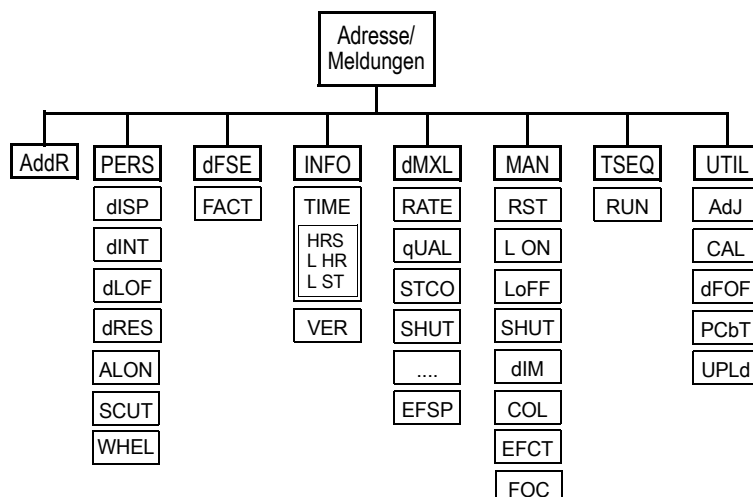 Adresse/
Meldungen
AddR
PERS
dISP
dINT
dLOF
dRES
ALON
SCUT
WHEL
dFSE
FACT
INFO
TIME
HRS
L HR
L ST
VER
dMXL
RATE
qUAL
STCO
SHUT
....
EFSP
MAN
RST
L ON
LoFF
SHUT
dIM
COL
EFCT
FOC
TSEQ
RUN
UTIL
AdJ
CAL
dFOF
PCbT
UPLd